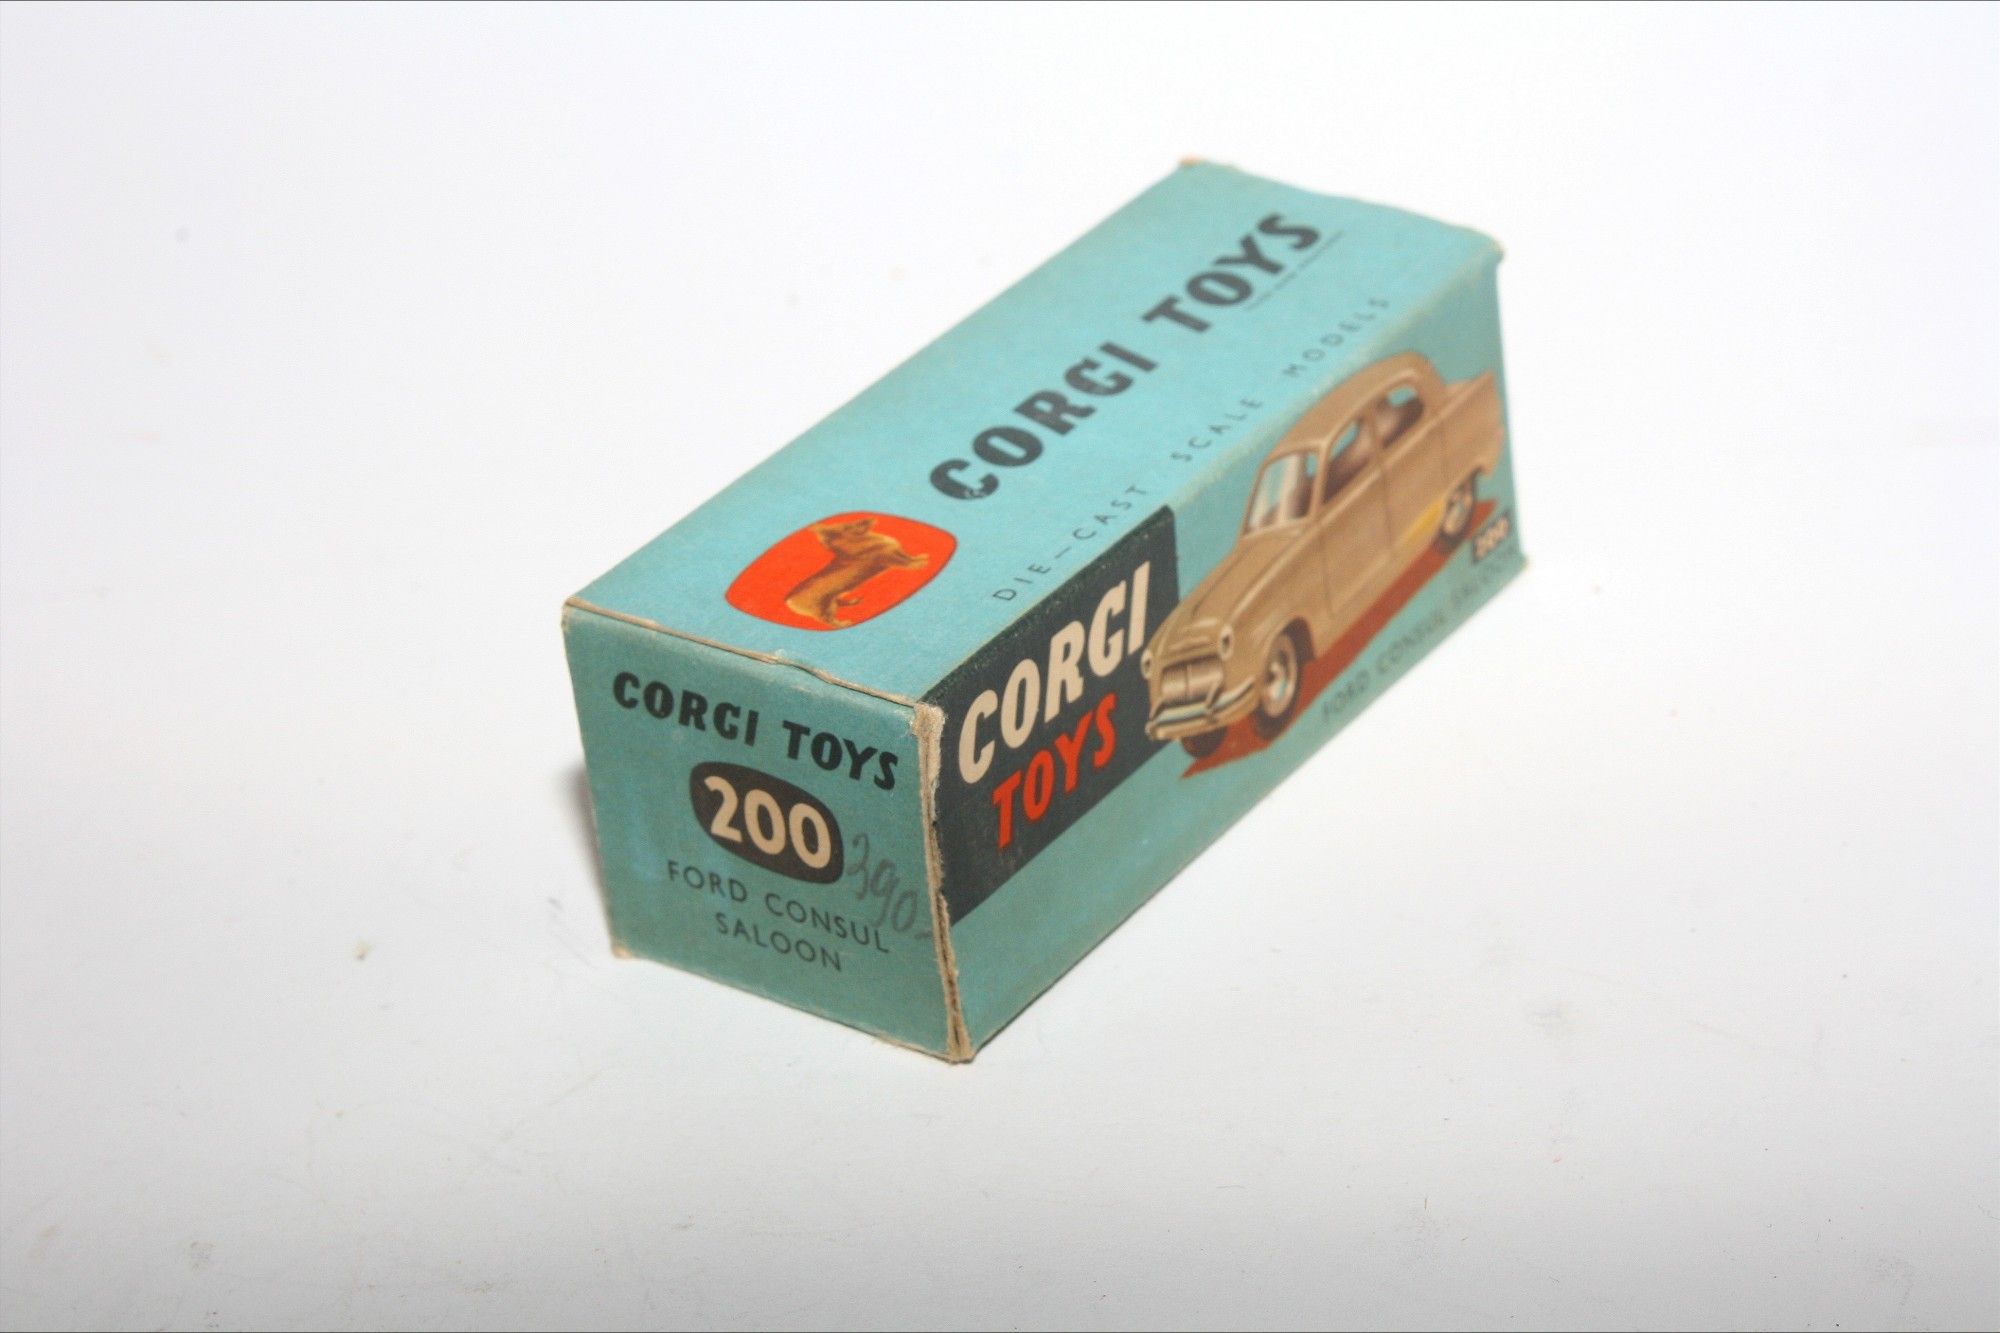 CORGI TOYS
DIE-CAST SCALE MODELS
CORGI
TOYS
200
FORD CONSUL SALOON
CORGI TOYS
200
390.-
FORD CONSUL
SALOON